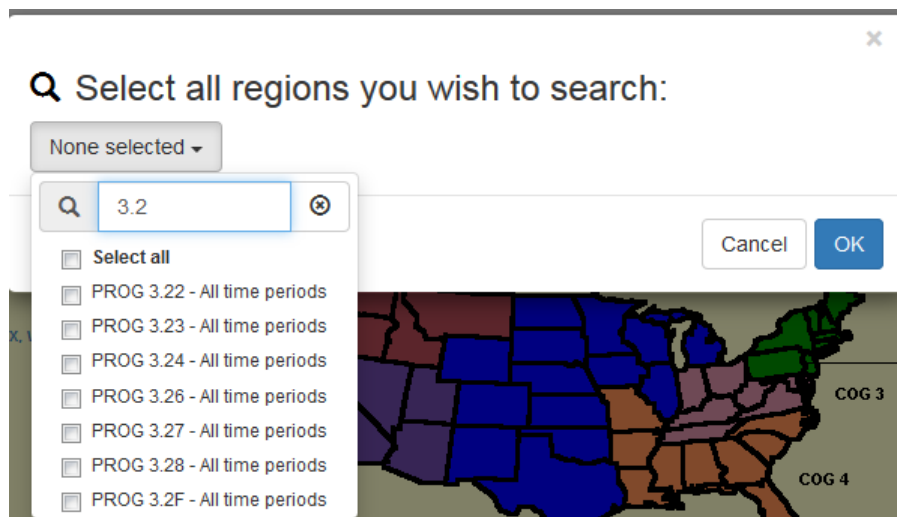 ×
Select all regions you wish to search:
None selected
3.2
Select all
PROG 3.22 - All time periods
PROG 3.23 - All time periods
PROG 3.24 - All time periods
PROG 3.26 - All time periods
PROG 3.27 - All time periods
PROG 3.28 - All time periods
PROG 3.2F - All time periods
Cancel
OK
COG 3
COG 4